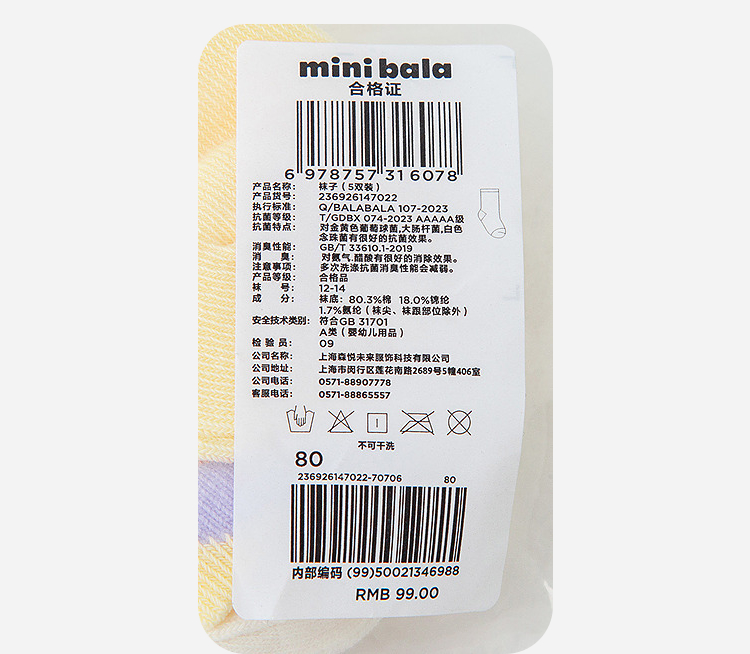 mini bala
合格证
6 978757 316078
产品名称： 袜子（5双装）
产品货号： 236926147022
执行标准： Q/BALABALA 107-2023
抗菌等级： T/GDBX 074-2023 AAAAA级
抗菌特点： 对金黄色葡萄球菌,大肠杆菌,白色
念珠菌有很好的抗菌效果。
消臭性能： GB/T 33610.1-2019
消 臭： 对氨气.醋酸有很好的消除效果。
注意事项： 多次洗涤抗菌消臭性能会减弱。
产品等级： 合格品
袜 号： 12-14
成 分： 袜底：80.3%棉 18.0%锦纶
1.7%氨纶（袜尖、袜跟部位除外）
安全技术类别： 符合GB 31701
A类（婴幼儿用品）
检 验 员： 09
公司名称： 上海森悦未来服饰科技有限公司
公司地址： 上海市闵行区莲花南路2689号5幢406室
公司电话： 0571-88907778
客服电话： 0571-88865557
不可干洗
80
236926147022-70706 80
内部编码 (99)50021346988
RMB 99.00